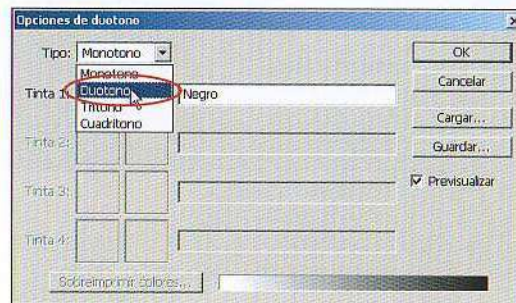 Opciones de duotono
Tipo: Monotono
OK
Monotono
Cancelar
Tinta 1: Duotono Negro
Tritono
Cargar...
Cuadritono
Tinta 2:
Guardar...
Previsualizar
Tinta 3:
Tinta 4:
Sobreimprimir colores...